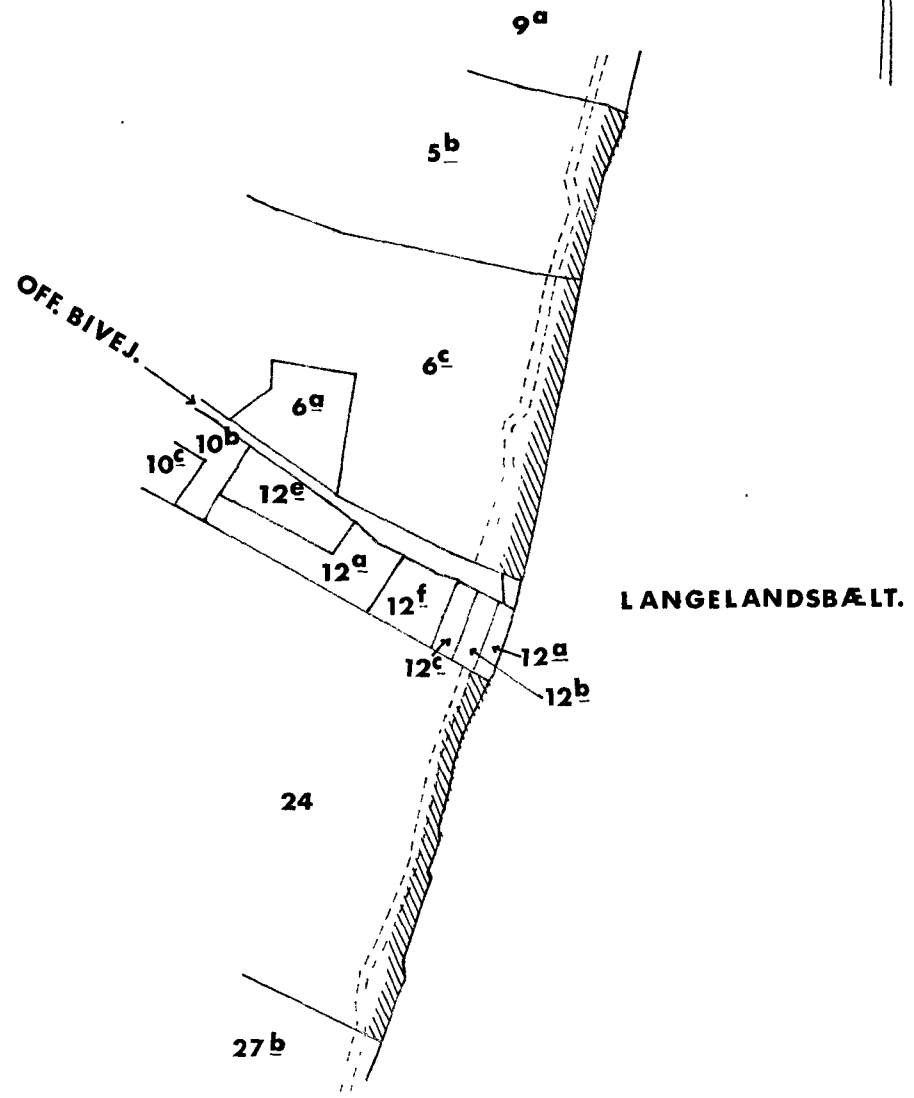 9a
5b
OFF. BIVEJ.
6c
6a
10b
10c
12e
12a
12f
LANGELANDSBÆLT.
12c
12a
12b
24
27b